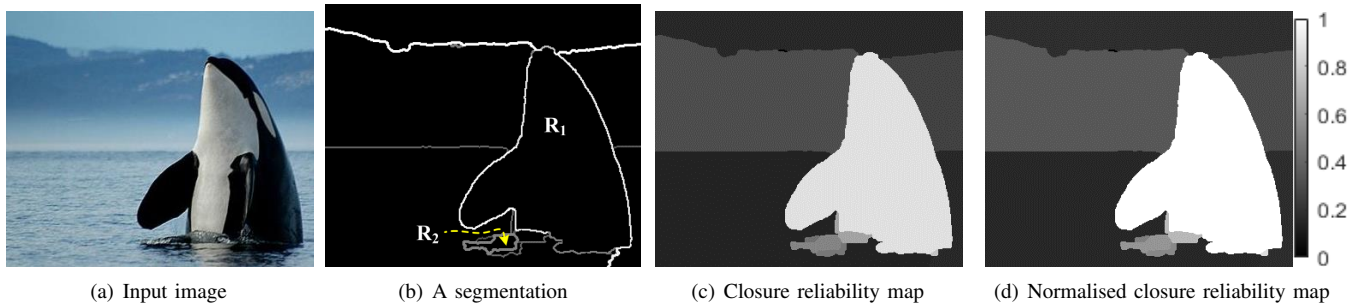 R1
R2
1
0.8
0.6
0.4
0.2
0
(a) Input image
(b) A segmentation
(c) Closure reliability map
(d) Normalised closure reliability map